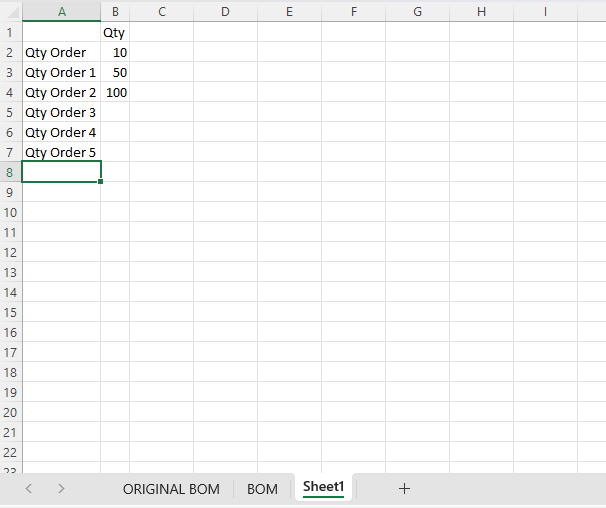 A B C D E F G H I
1 Qty
2 Qty Order 10
3 Qty Order 1 50
4 Qty Order 2 100
5 Qty Order 3
6 Qty Order 4
7 Qty Order 5
8
9
10
11
12
13
14
15
16
17
18
19
20
21
22
23
ORIGINAL BOM BOM Sheet1